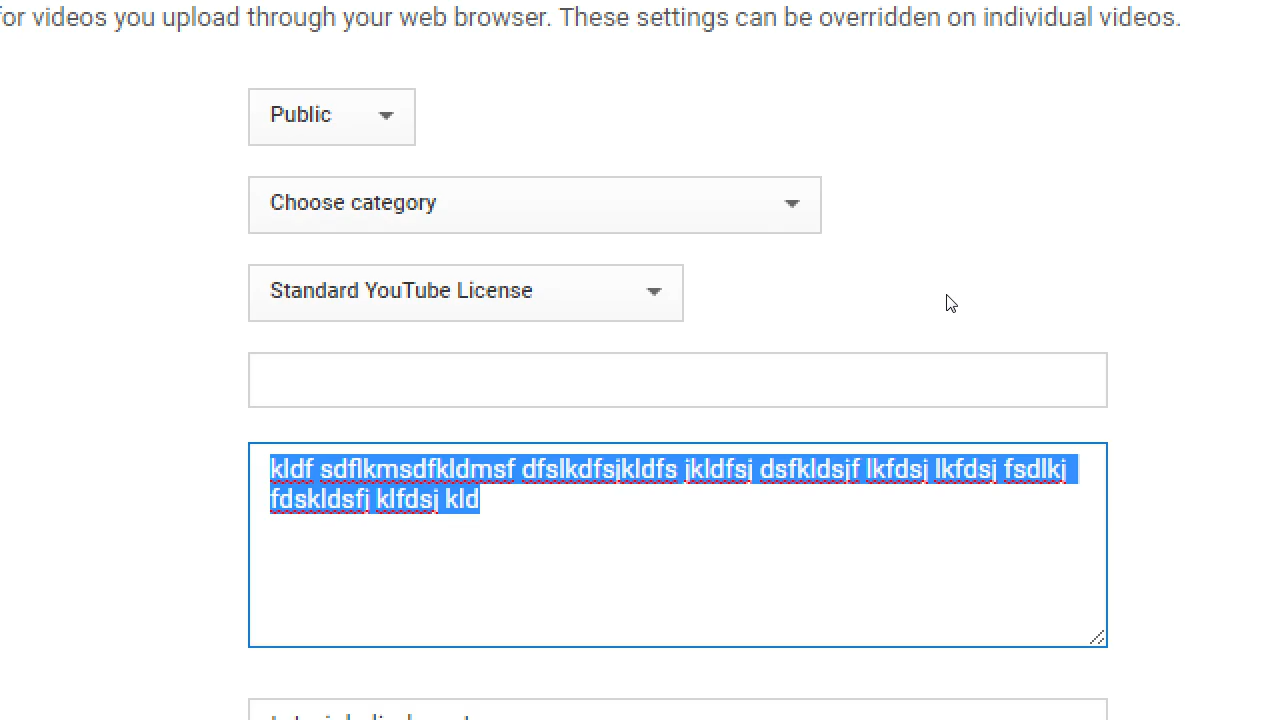 for videos you upload through your web browser. These settings can be overridden on individual videos.
Public
Choose category
Standard YouTube License
kldf sdflkmsdfkldmsf dfslkdfsjkldfs jkldfsj dsfkldsjf lkfdsj lkfdsj fsdlkj
fdskldsfj klfdsj kld